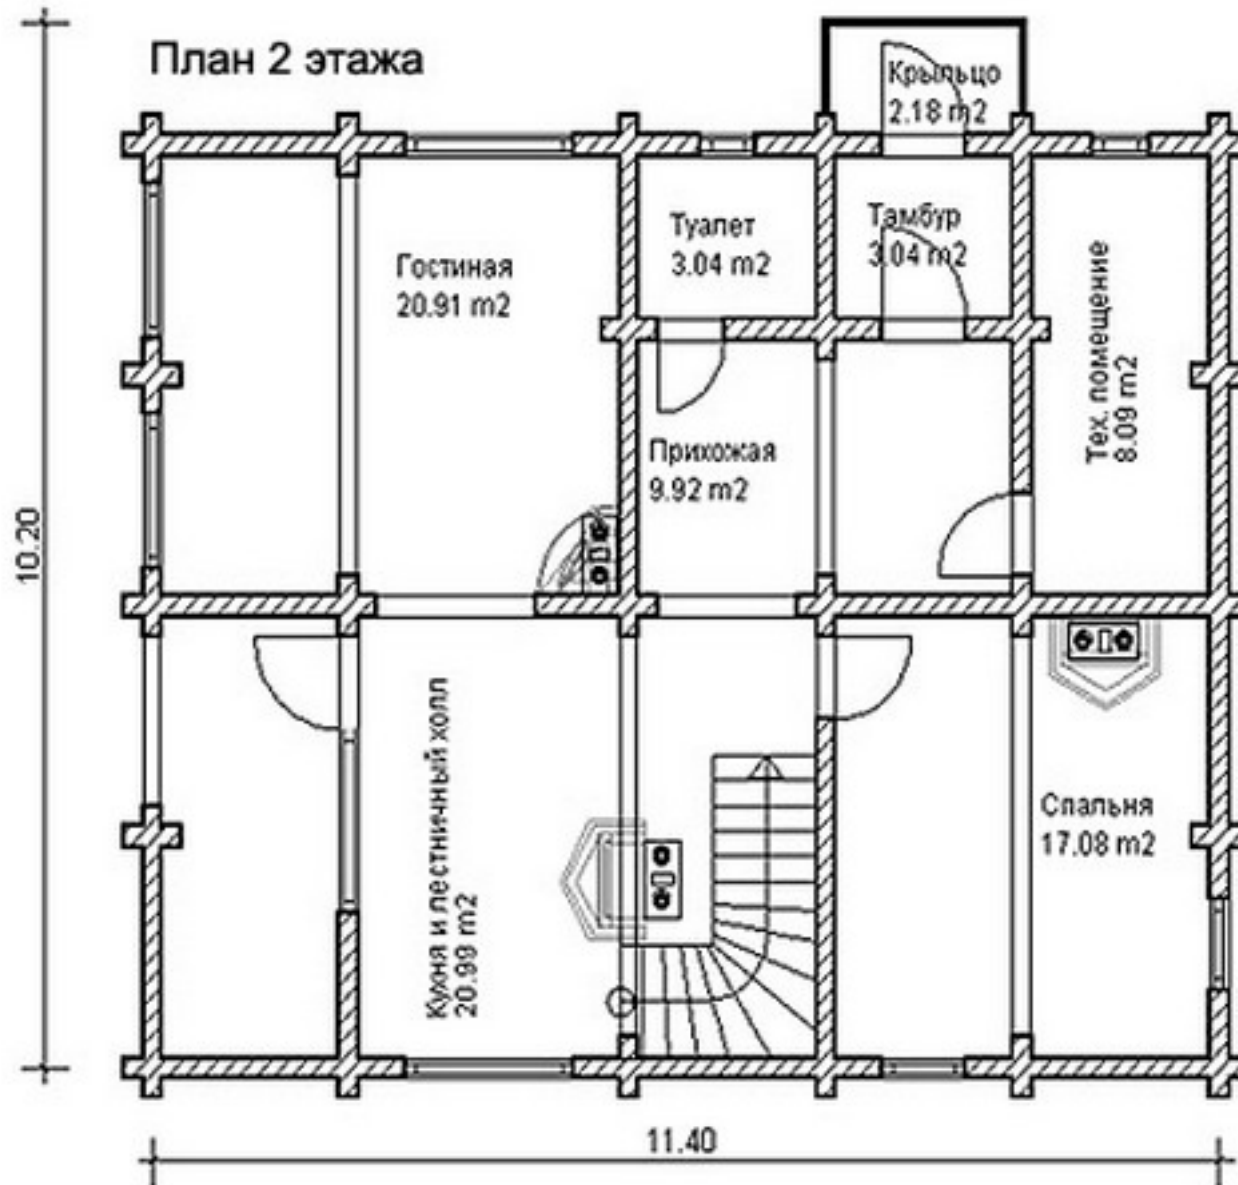 План 2 этажа
Крыльцо
2.18 m2
Туалет
3.04 m2
Тамбур
3.04 m2
Гостиная
20.91 m2
Тех. помещение
8.09 m2
Прихожая
9.92 m2
10.20
Кухня и лестничный холл
20.99 m2
Спальня
17.08 m2
11.40